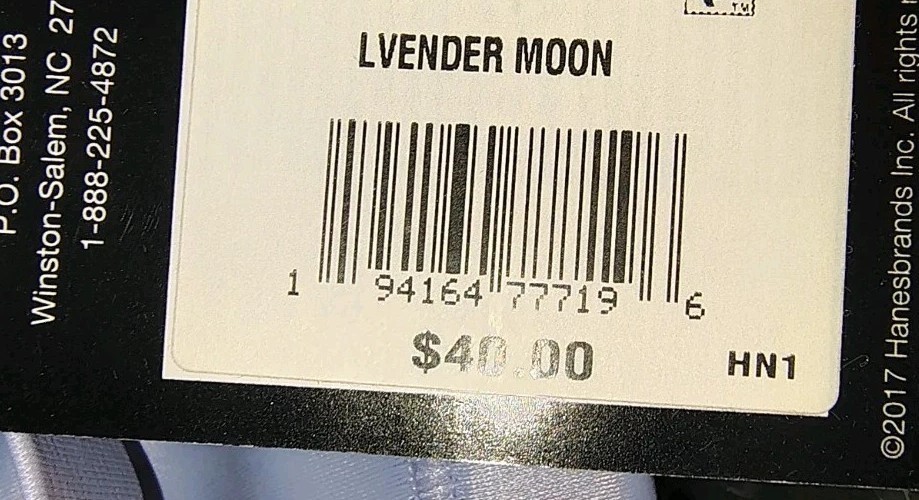 P.O. Box 3013
Winston-Salem, NC 27
1-888-225-4872
TM
LVENDER MOON
1 94164 77719 6
$40.00
HN1
©2017 Hanesbrands Inc. All rights